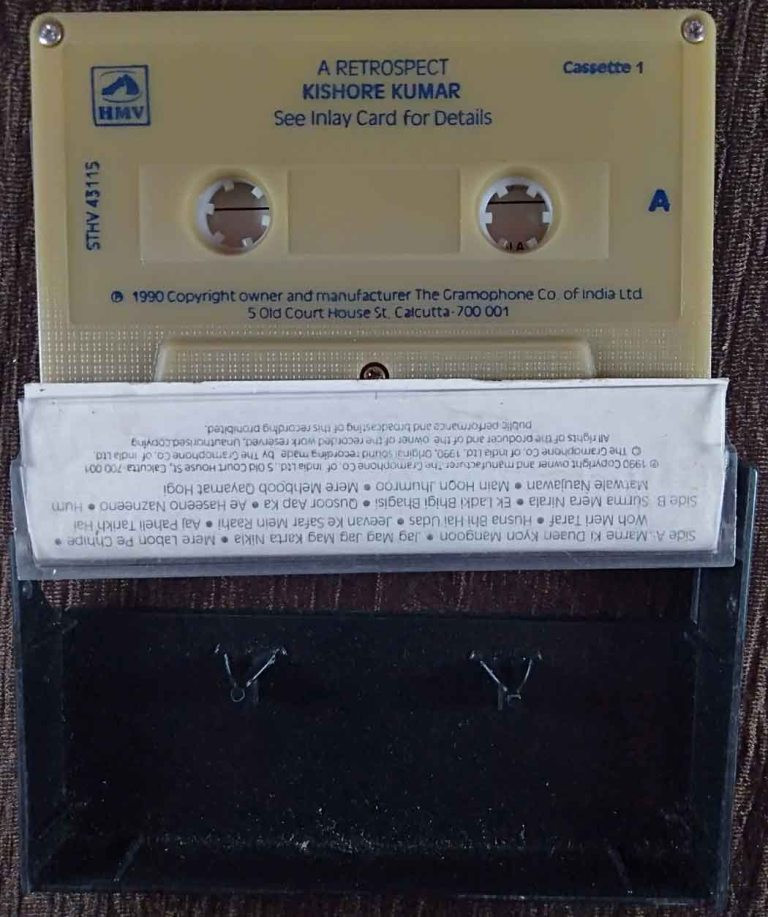 A RETROSPECT
KISHORE KUMAR
See Inlay Card for Details
Cassette 1
HMV
STHV 43115
A
℗ 1990 Copyright owner and manufacturer The Gramophone Co. of India Ltd.
5 Old Court House St. Calcutta-700 001
Side A: Marne Ki Duaen Kyon Mangoon • Jag Mag Jag Mag Karta Nikla • Mere Labon Pe Chhipe •
Woh Meri Taraf • Husna Bhi Hai Udas • Jeevan Ke Safar Mein Raahi • Aaj Paheli Tarikh Hai
Side B: Surma Mera Nirala • Ek Ladki Bhigi Bhagisi • Qusoor Aap Ka • Ae Haseeno Nazneeno • Hum
Matwale Naujawan • Main Hoon Jhumroo • Mere Mehboob Qayamat Hogi
℗ 1990 Copyright owner and manufacturer The Gramophone Co. of India Ltd., 5 Old Court House St., Calcutta-700 001
© The Gramophone Co. of India Ltd. 1990. Original sound recording made by The Gramophone Co. of India Ltd.
All rights of the producer and of the owner of the recorded work reserved. Unauthorised copying
public performance and broadcasting of this recording prohibited.